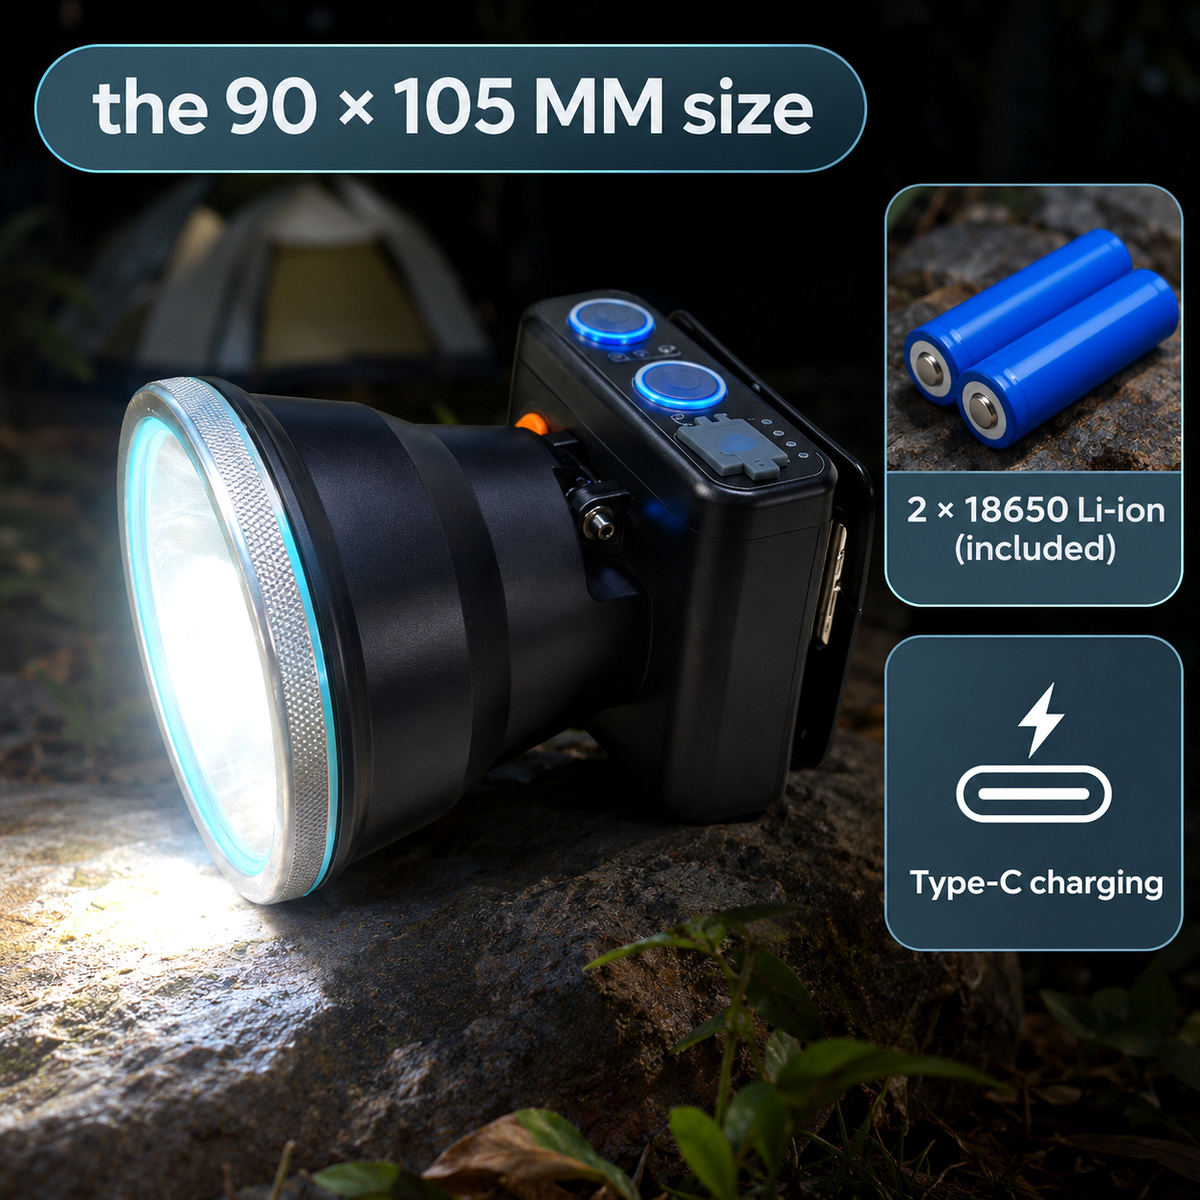 the 90 × 105 MM size
2 × 18650 Li-ion
(included)
Type-C charging